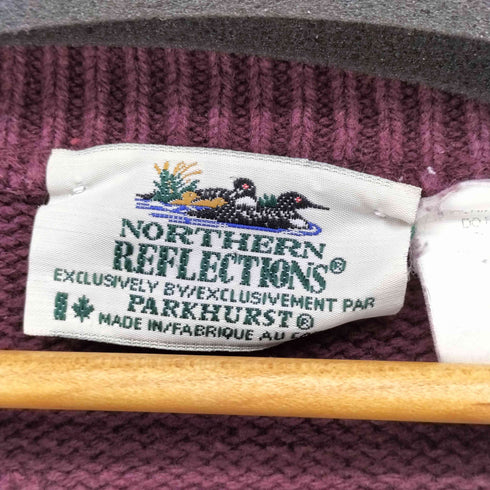 NORTHERN
REFLECTIONS®
EXCLUSIVELY BY/EXCLUSIVEMENT PAR
PARKHURST®
MADE IN/FABRIQUE AU